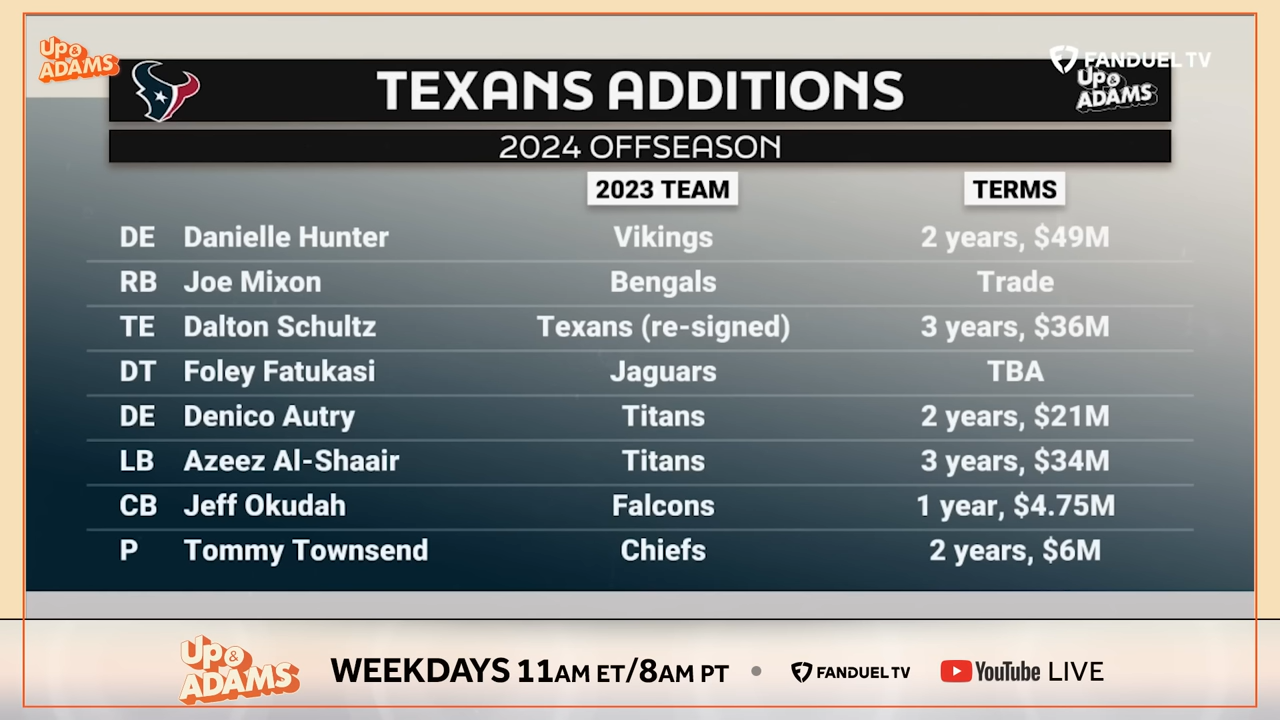 Up & ADAMS
FANDUEL TV
TEXANS ADDITIONS
Up & ADAMS
2024 OFFSEASON
2023 TEAM TERMS
DE Danielle Hunter Vikings 2 years, $49M
RB Joe Mixon Bengals Trade
TE Dalton Schultz Texans (re-signed) 3 years, $36M
DT Foley Fatukasi Jaguars TBA
DE Denico Autry Titans 2 years, $21M
LB Azeez Al-Shaair Titans 3 years, $34M
CB Jeff Okudah Falcons 1 year, $4.75M
P Tommy Townsend Chiefs 2 years, $6M
Up & ADAMS WEEKDAYS 11AM ET/8AM PT • FANDUEL TV YouTube LIVE